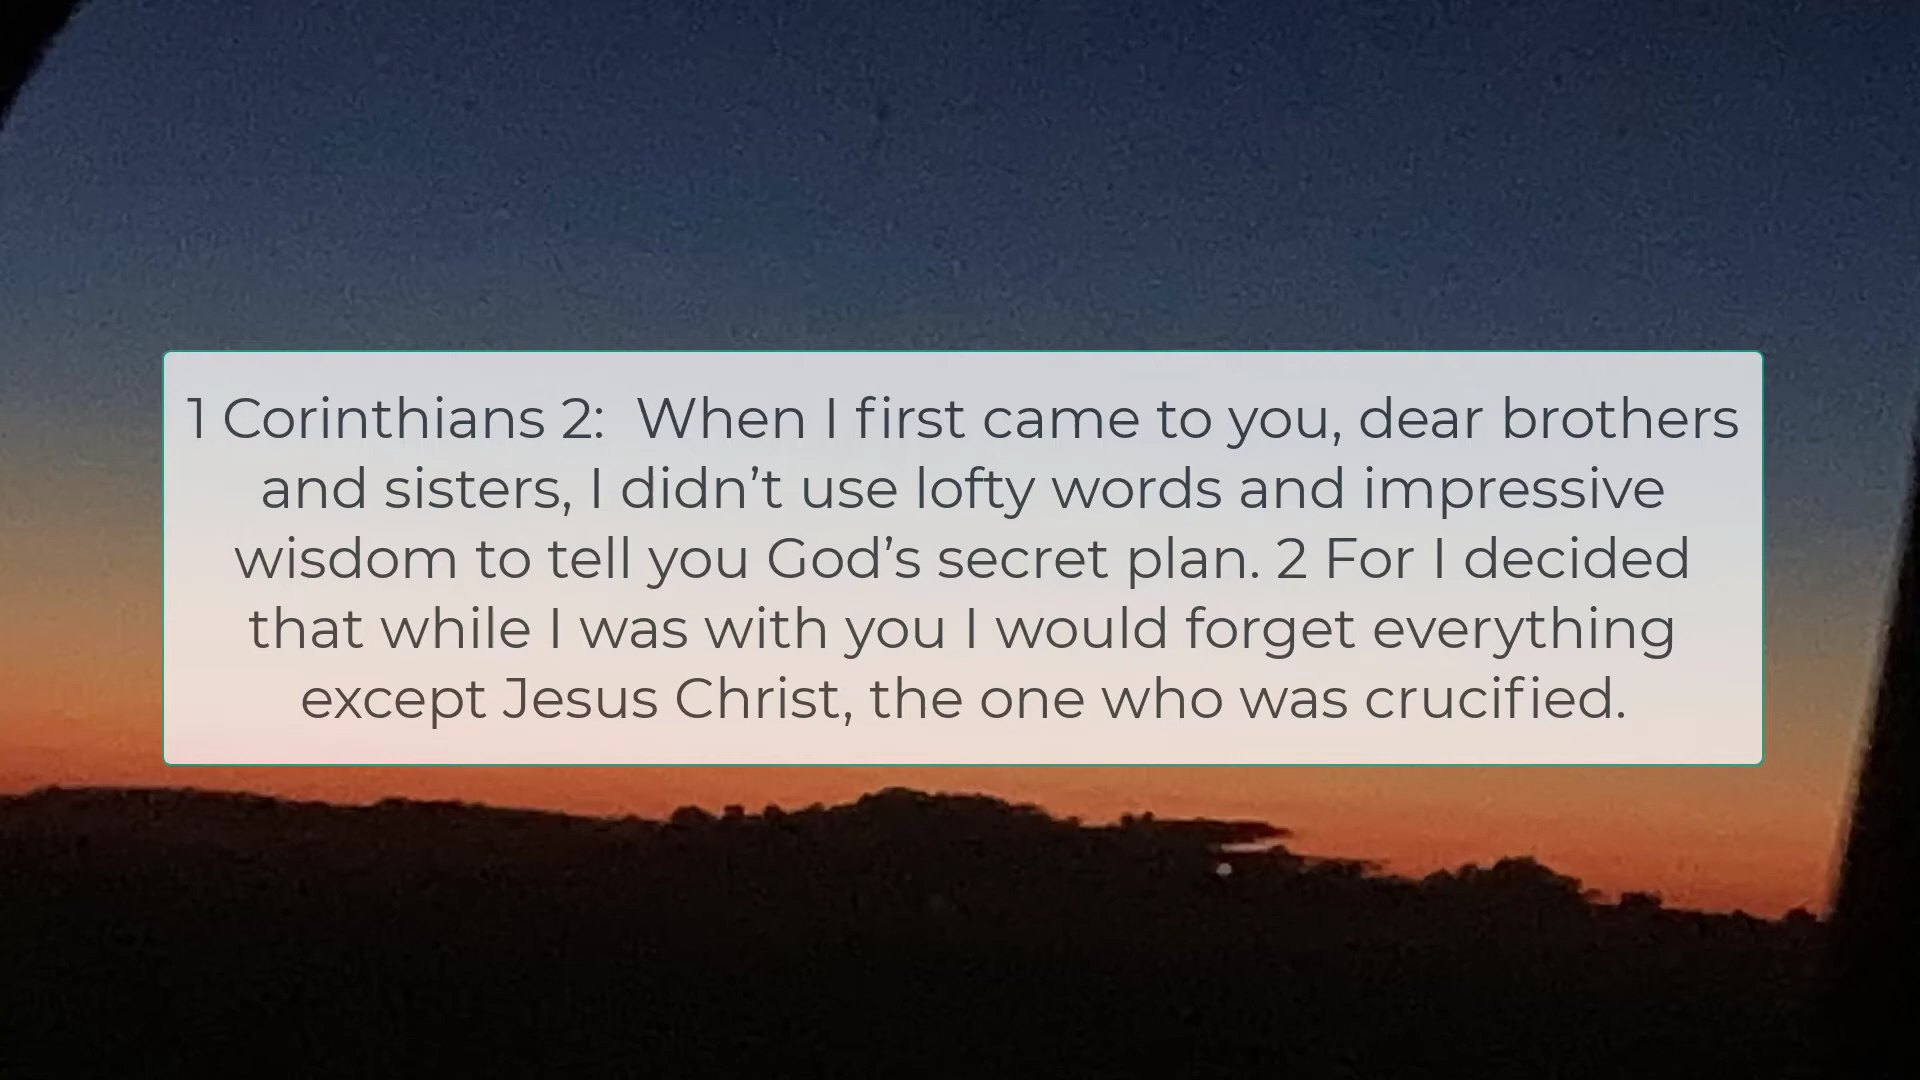 1 Corinthians 2:  When I first came to you, dear brothers
and sisters, I didn’t use lofty words and impressive
wisdom to tell you God’s secret plan. 2 For I decided
that while I was with you I would forget everything
except Jesus Christ, the one who was crucified.